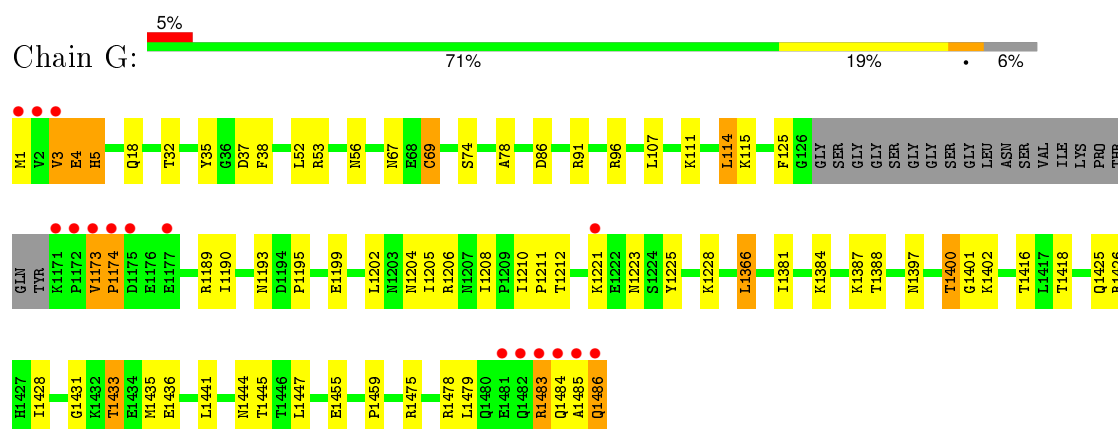 5%
Chain G:
71% 19% • 6%
M1 V2 V3 E4 H5 Q18 T32 Y35 G36 D37 F38 L52 R53 N56 N67 E68 C69 S74 A78 D86 R91 R96 L107 K111 L114 K115 F125 G126 GLY SER GLY GLY GLY SER GLY GLY SER GLY LEU ASN SER VAL ILE LYS PRO THR
GLN TYR K1171 P1172 V1173 P1174 D1175 E1176 E1177 R1189 I1190 N1193 D1194 P1195 E1199 L1202 N1203 N1204 I1205 R1206 N1207 I1208 P1209 I1210 P1211 T1212 K1221 E1222 N1223 S1224 Y1225 K1228 L1366 I1381 K1384 K1387 T1388 N1397 T1400 G1401 K1402 T1416 L1417 T1418 Q1425 R1426
H1427 I1428 G1431 K1432 T1433 E1434 M1435 E1436 L1441 N1444 T1445 T1446 L1447 E1455 P1459 R1475 R1478 L1479 Q1480 E1481 Q1482 R1483 Q1484 A1485 Q1486